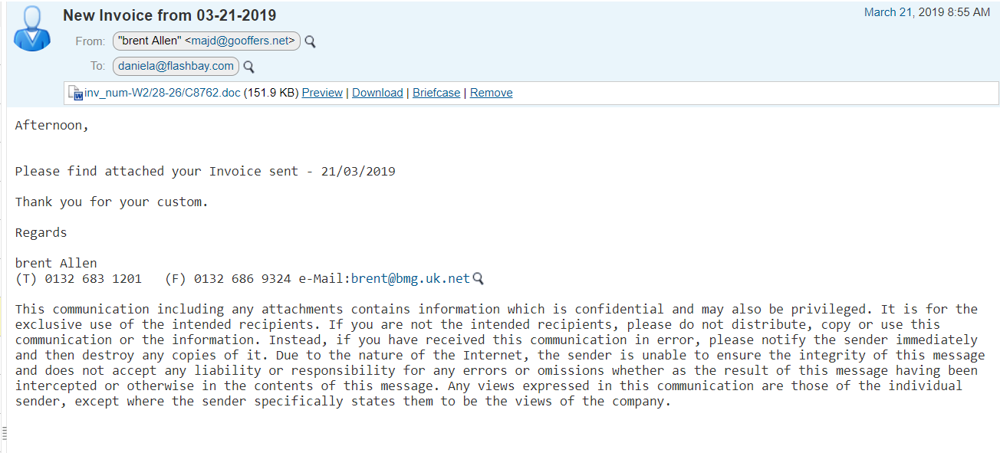 New Invoice from 03-21-2019
March 21, 2019 8:55 AM
From: "brent Allen" <majd@gooffers.net>
To: daniela@flashbay.com
inv_num-W2/28-26/C8762.doc (151.9 KB) Preview | Download | Briefcase | Remove
Afternoon,
Please find attached your Invoice sent - 21/03/2019
Thank you for your custom.
Regards
brent Allen
(T) 0132 683 1201 (F) 0132 686 9324 e-Mail:brent@bmg.uk.net
This communication including any attachments contains information which is confidential and may also be privileged. It is for the
exclusive use of the intended recipients. If you are not the intended recipients, please do not distribute, copy or use this
communication or the information. Instead, if you have received this communication in error, please notify the sender immediately
and then destroy any copies of it. Due to the nature of the Internet, the sender is unable to ensure the integrity of this message
and does not accept any liability or responsibility for any errors or omissions whether as the result of this message having been
intercepted or otherwise in the contents of this message. Any views expressed in this communication are those of the individual
sender, except where the sender specifically states them to be the views of the company.